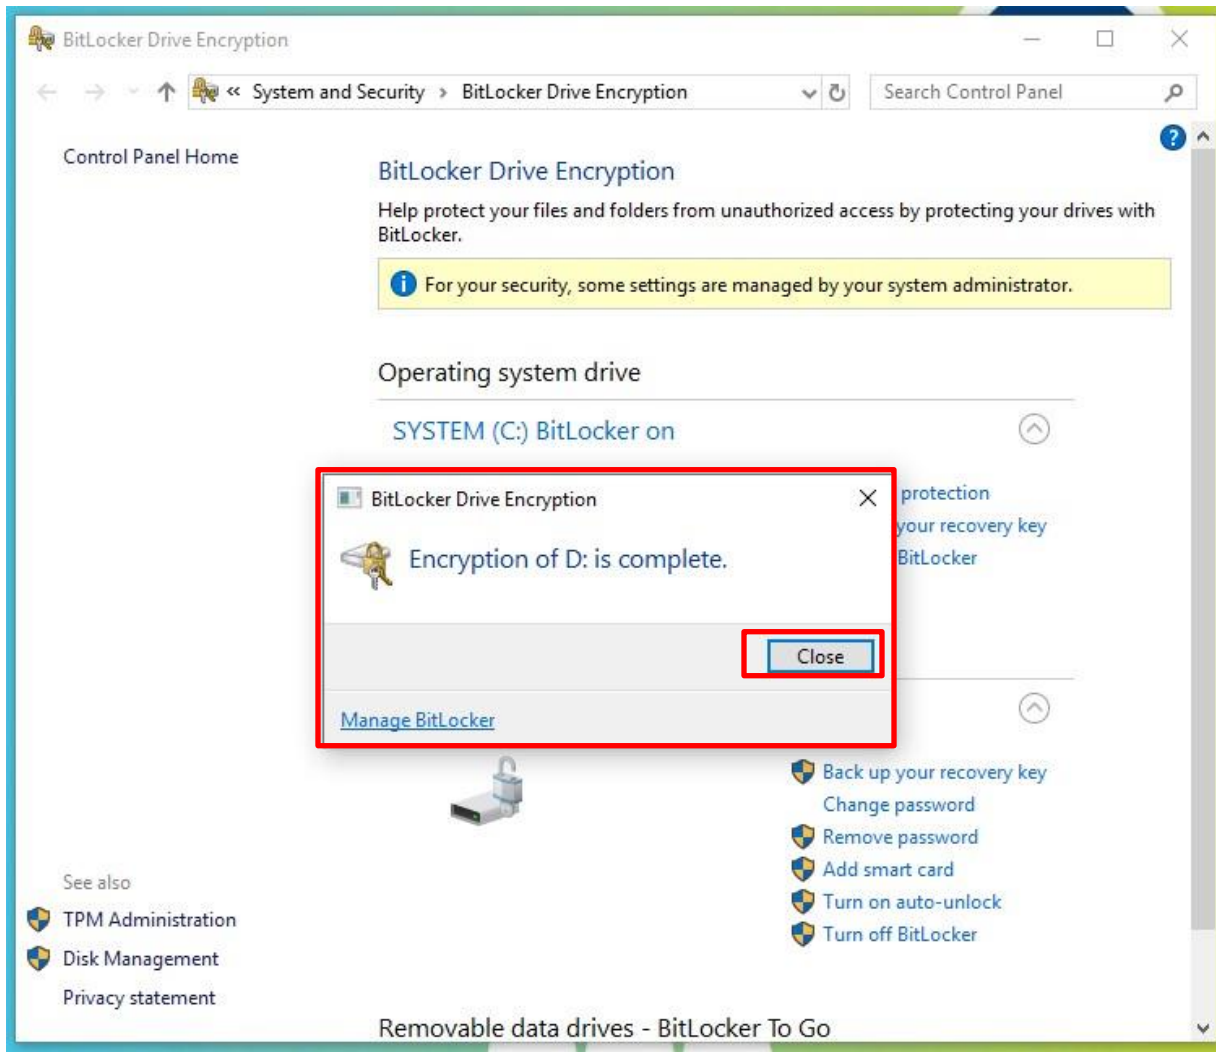 BitLocker Drive Encryption
« System and Security › BitLocker Drive Encryption
Search Control Panel
Control Panel Home
BitLocker Drive Encryption
Help protect your files and folders from unauthorized access by protecting your drives with
BitLocker.
For your security, some settings are managed by your system administrator.
Operating system drive
SYSTEM (C:) BitLocker on
protection
your recovery key
BitLocker
BitLocker Drive Encryption
Encryption of D: is complete.
Close
Manage BitLocker
Back up your recovery key
Change password
Remove password
Add smart card
Turn on auto-unlock
Turn off BitLocker
See also
TPM Administration
Disk Management
Privacy statement
Removable data drives - BitLocker To Go